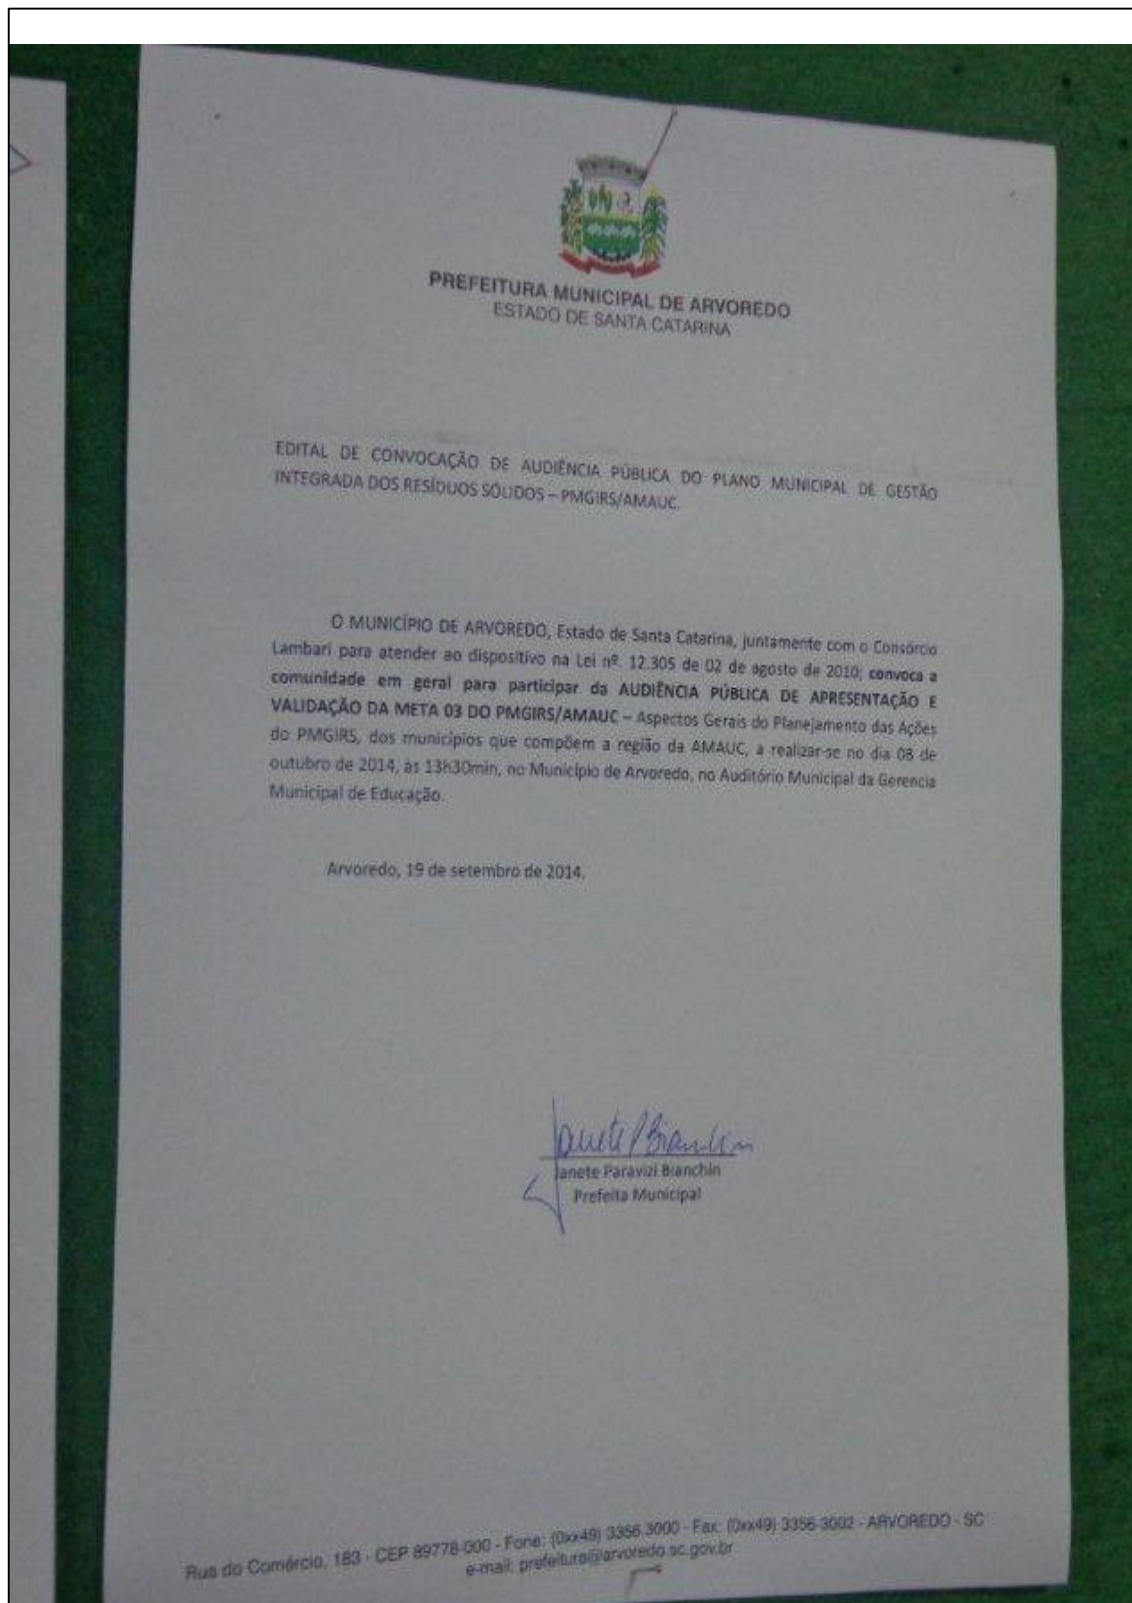 PREFEITURA MUNICIPAL DE ARVOREDO
ESTADO DE SANTA CATARINA
EDITAL DE CONVOCAÇÃO DE AUDIÊNCIA PÚBLICA DO PLANO MUNICIPAL DE GESTÃO
INTEGRADA DOS RESÍDUOS SÓLIDOS – PMGIRS/AMAUC.
O MUNICÍPIO DE ARVOREDO, Estado de Santa Catarina, juntamente com o Consórcio
Lambari para atender ao dispositivo na Lei nº. 12.305 de 02 de agosto de 2010; convoca a
comunidade em geral para participar da AUDIÊNCIA PÚBLICA DE APRESENTAÇÃO E
VALIDAÇÃO DA META 03 DO PMGIRS/AMAUC – Aspectos Gerais do Planejamento das Ações
do PMGIRS, dos municípios que compõem a região da AMAUC, a realizar-se no dia 08 de
outubro de 2014, às 13h30min, no Município de Arvoredo, no Auditório Municipal da Gerencia
Municipal de Educação.
Arvoredo, 19 de setembro de 2014.
Janete P Bianchin
Janete Paravizi Bianchin
Prefeita Municipal
Rua do Comércio, 183 - CEP 89778-000 - Fone: (0xx49) 3356 3000 - Fax: (0xx49) 3356-3002 - ARVOREDO - SC
e-mail: prefeitura@arvoredo.sc.gov.br